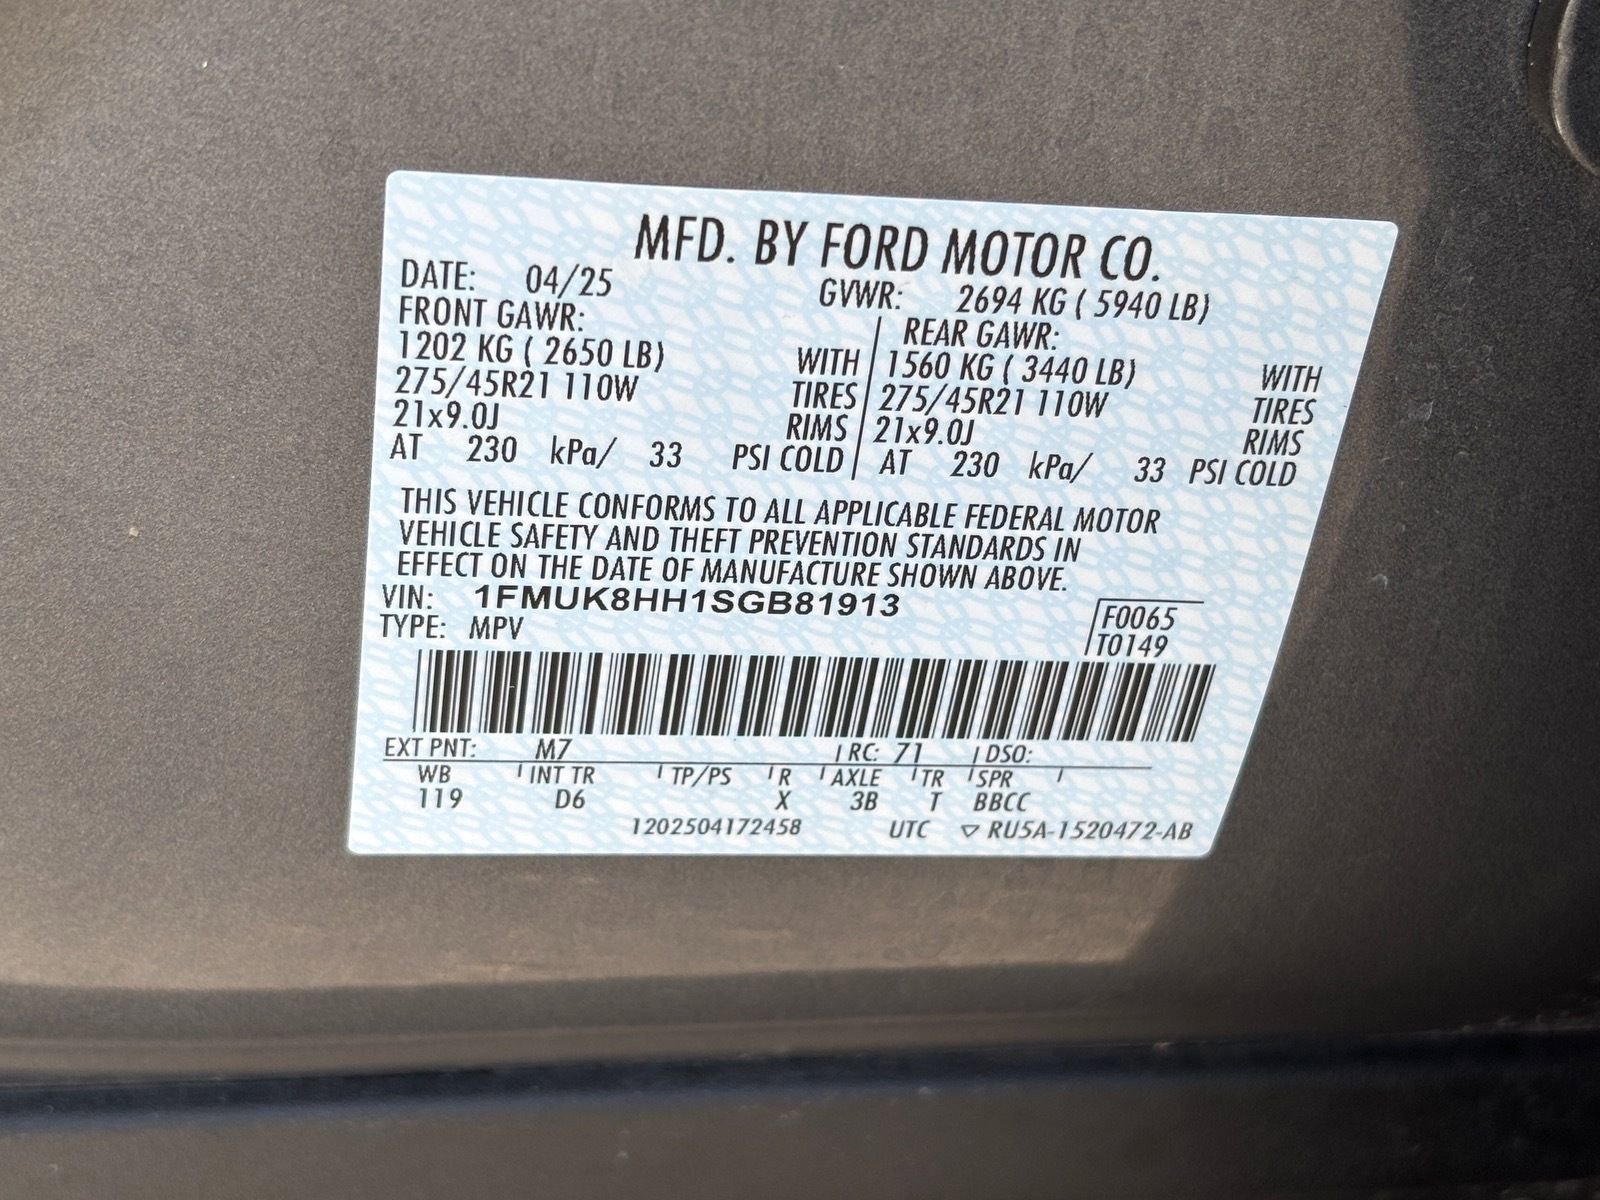 MFD. BY FORD MOTOR CO.
DATE: 04/25 GVWR: 2694 KG ( 5940 LB)
FRONT GAWR: REAR GAWR:
1202 KG ( 2650 LB) WITH 1560 KG ( 3440 LB) WITH
275/45R21 110W TIRES 275/45R21 110W TIRES
21x9.0J RIMS 21x9.0J RIMS
AT 230 kPa/ 33 PSI COLD AT 230 kPa/ 33 PSI COLD
THIS VEHICLE CONFORMS TO ALL APPLICABLE FEDERAL MOTOR
VEHICLE SAFETY AND THEFT PREVENTION STANDARDS IN
EFFECT ON THE DATE OF MANUFACTURE SHOWN ABOVE.
VIN: 1FMUK8HH1SGB81913 F0065
TYPE: MPV T0149
EXT PNT: M7 RC: 71 DSO:
WB INT TR TP/PS R AXLE TR SPR
119 D6 X 3B T BBCC
1202504172458 UTC ▽ RU5A-1520472-AB